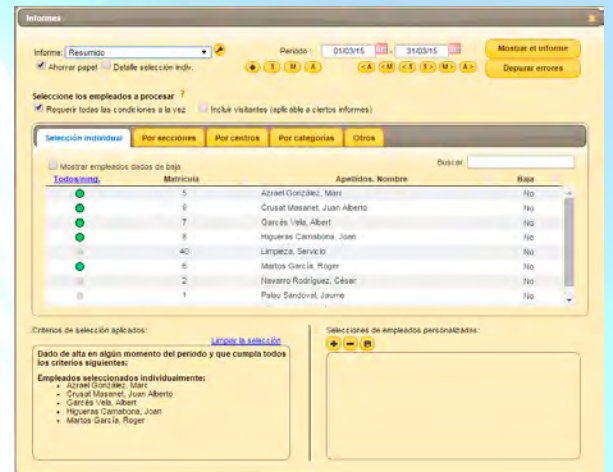 Informes
Informe: Resumido
Periodo : 01/03/15 - 31/03/15
Mostrar el informe
Ahorrar papel Detalle selección indiv.
S M A
<A <M <S S> M> A>
Depurar errores
Seleccione los empleados a procesar ?
Requerir todas las condiciones a la vez Incluir visitantes (aplicable a ciertos informes)
Selección individual Por secciones Por centros Por categorías Otros
Mostrar empleados dados de baja
Buscar:
Todos/ning. Matrícula Apellidos, Nombre Baja
5 Azrael González, Marc No
9 Crusat Masanet, Juan Alberto No
7 Garcés Vela, Albert No
8 Higueras Carnabona, Joan No
40 Limpieza, Servicio No
6 Martos García, Roger No
2 Navarro Rodríguez, César No
1 Palau Sandoval, Jaume No
Criterios de selección aplicados:
Limpiar la selección
Dado de alta en algún momento del periodo y que cumpla todos
los criterios siguientes:
Empleados seleccionados individualmente:
Azrael González, Marc
Crusat Masanet, Juan Alberto
Garcés Vela, Albert
Higueras Carnabona, Joan
Martos García, Roger
Selecciones de empleados personalizadas: